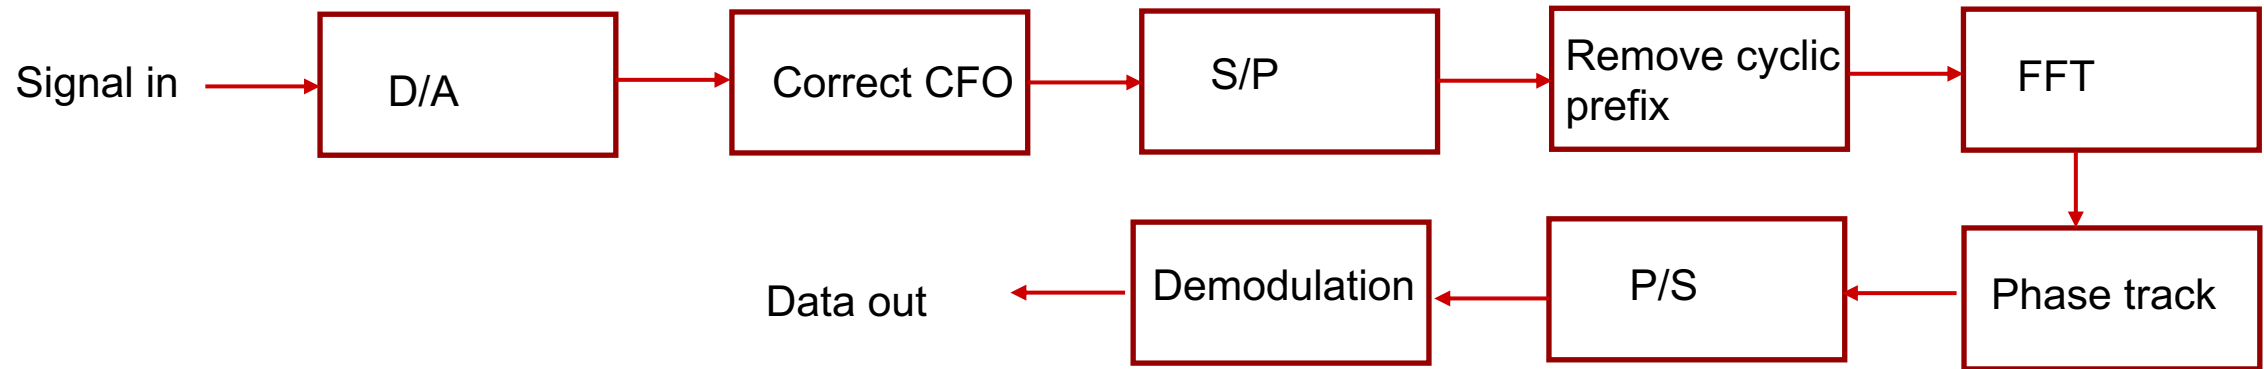 Signal in
D/A
Correct CFO
S/P
Remove cyclic
prefix
FFT
Phase track
P/S
Demodulation
Data out